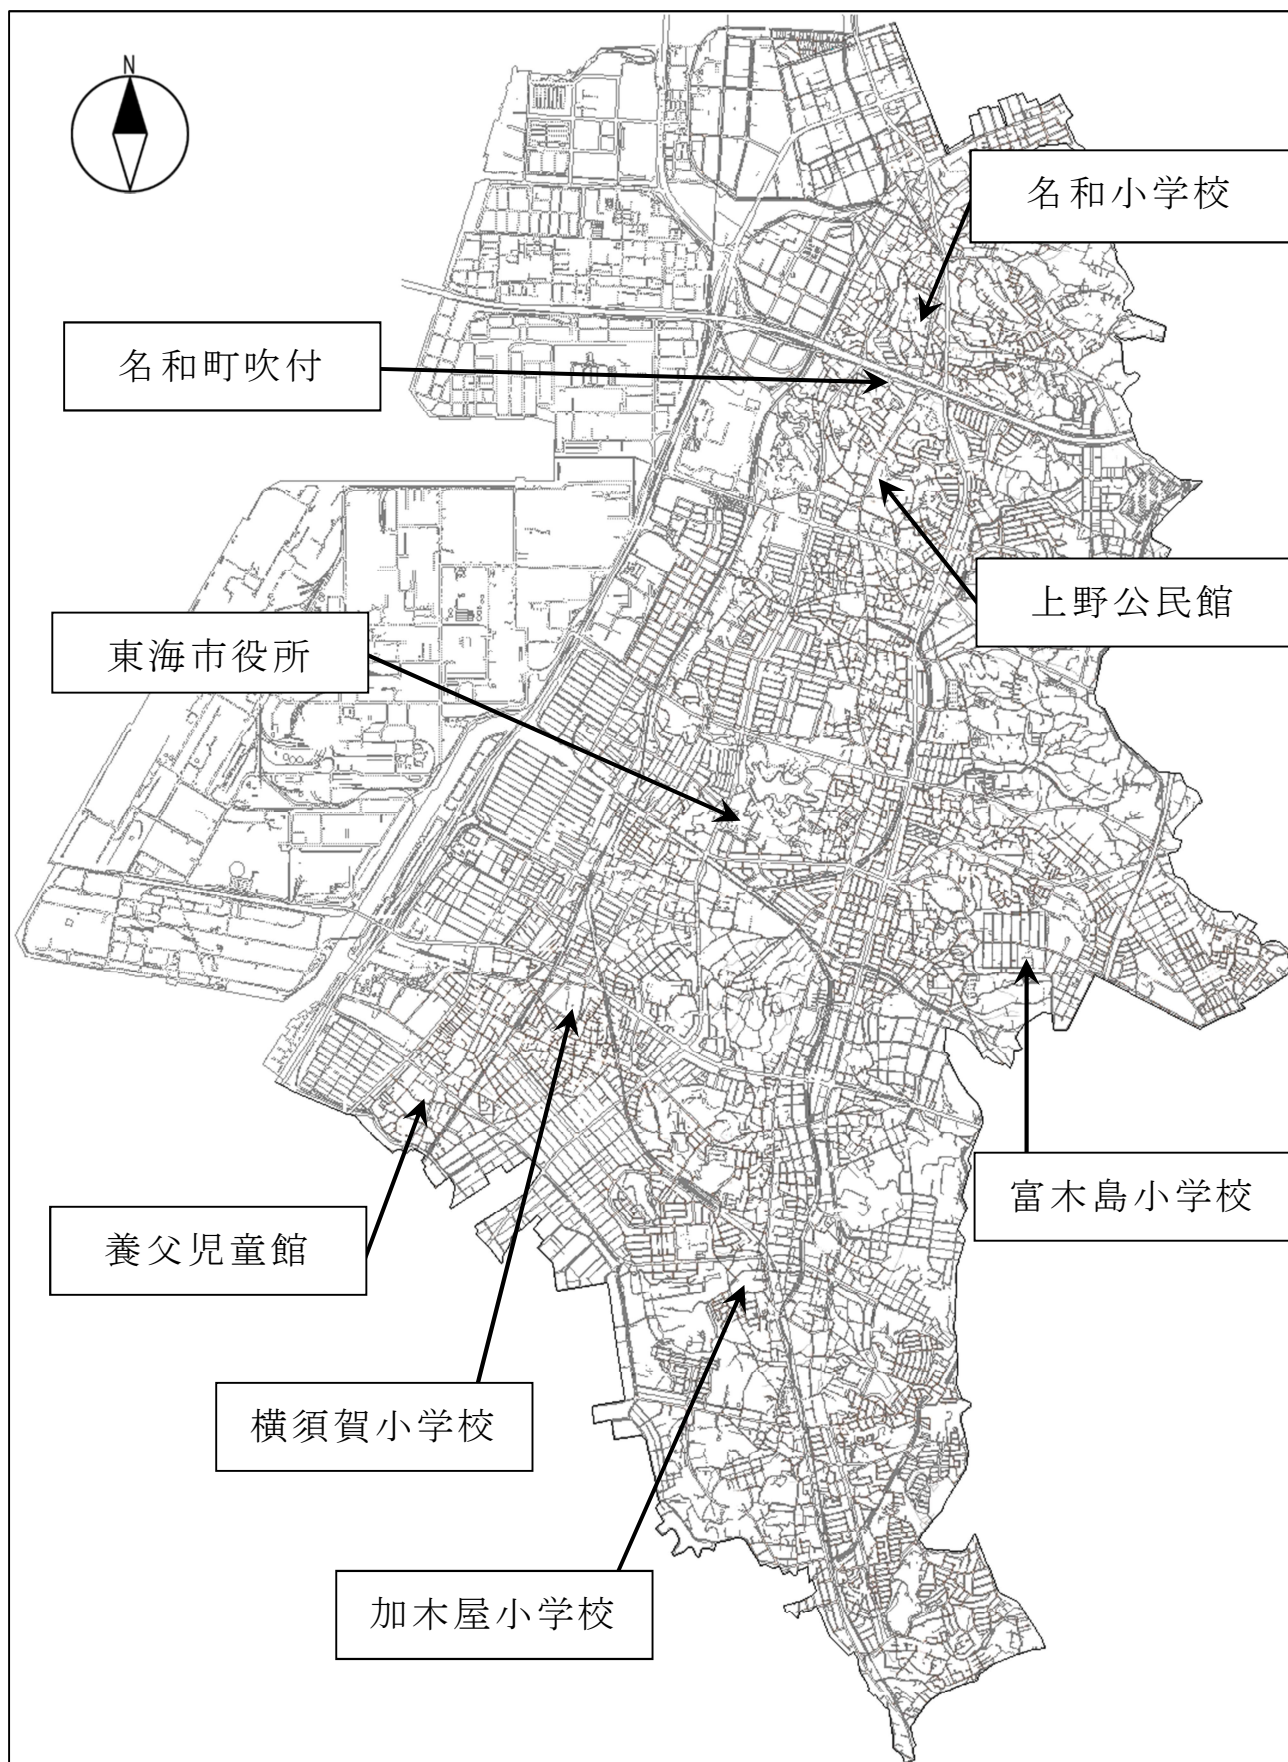 N
名和小学校
名和町吹付
上野公民館
東海市役所
富木島小学校
養父児童館
横須賀小学校
加木屋小学校